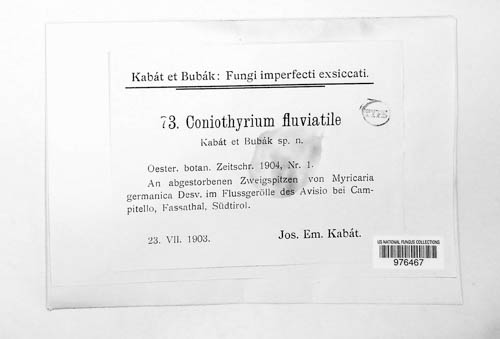 Kabát et Bubák: Fungi imperfecti exsiccati.
73. Coniothyrium fluviatile
Kabát et Bubák sp. n.
Oester. botan. Zeitschr. 1904, Nr. 1.
An abgestorbenen Zweigspitzen von Myricaria
germanica Desv. im Flussgerölle des Avisio bei Cam-
pitello, Fassathal, Südtirol.
23. VII. 1903.
Jos. Em. Kabát.
US NATIONAL FUNGUS COLLECTIONS
976467